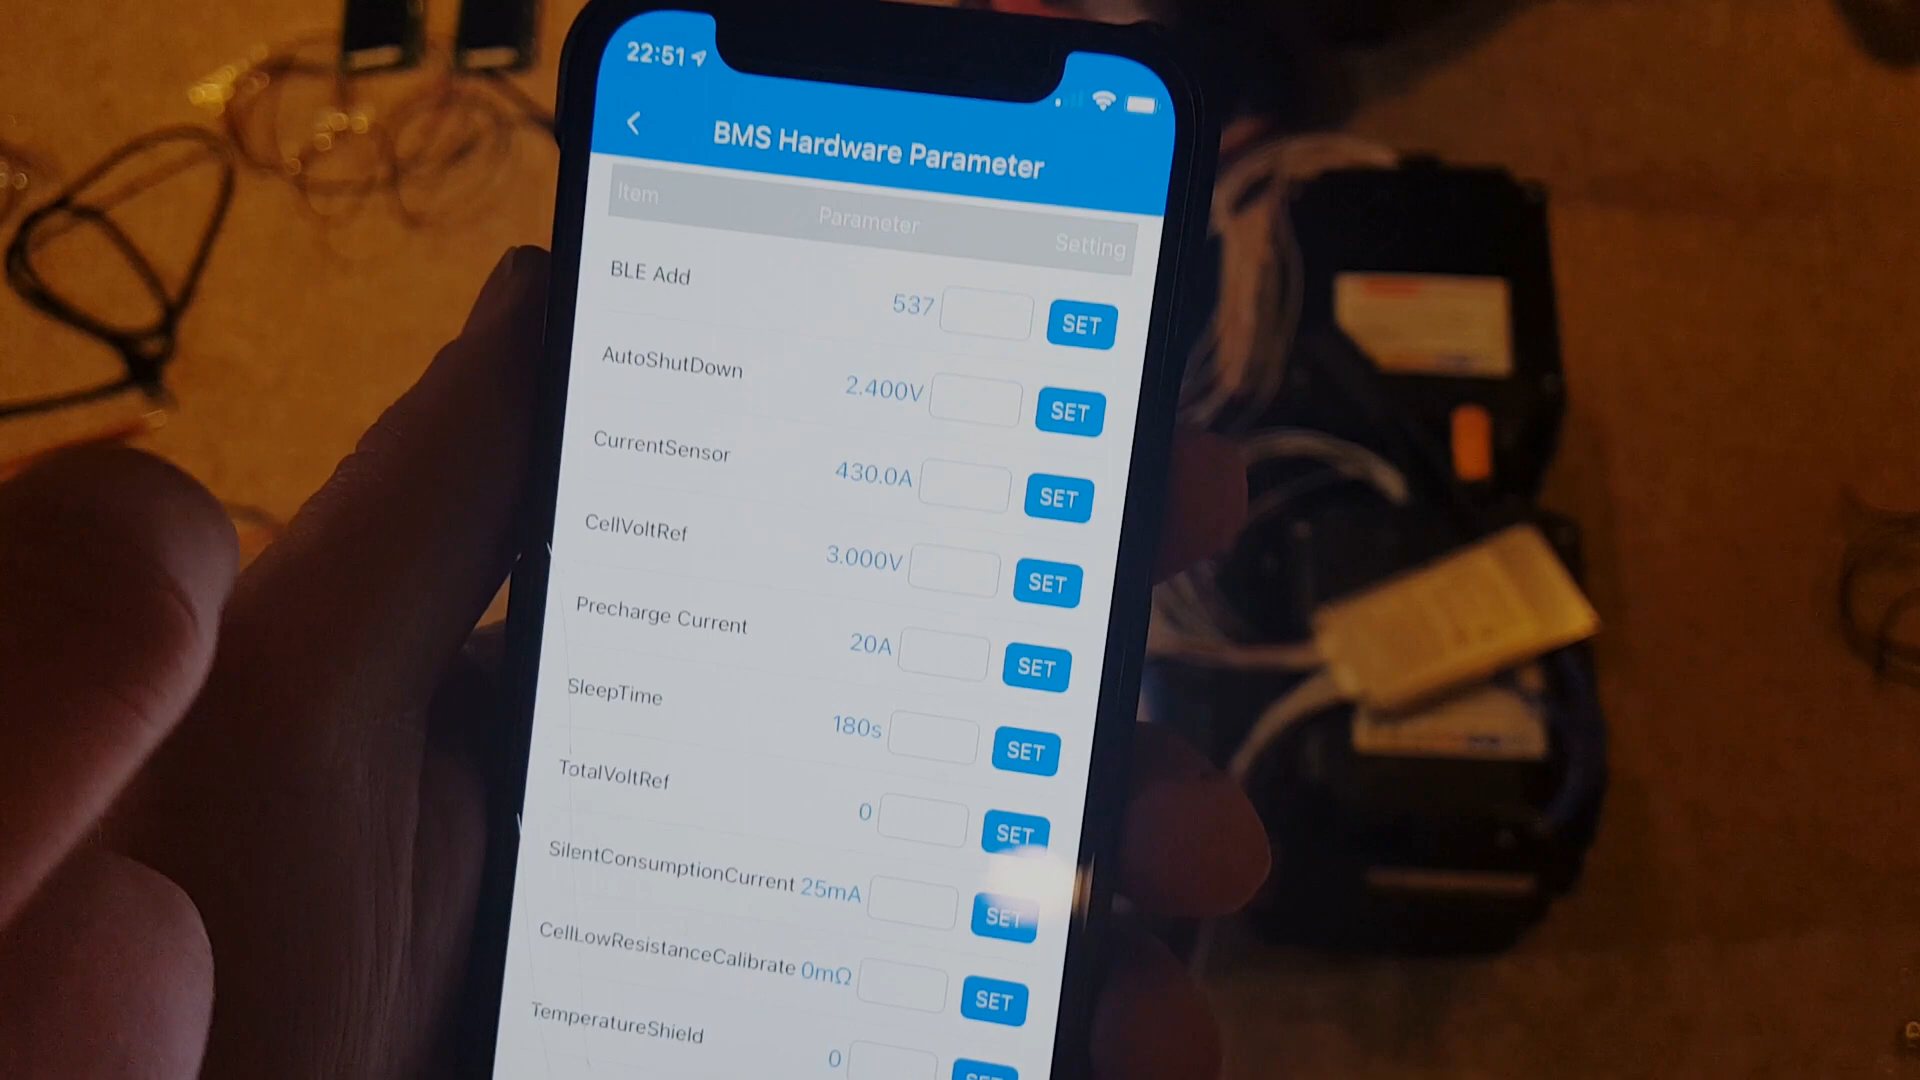 22:51
BMS Hardware Parameter
Item Parameter Setting
BLE Add 537 SET
AutoShutDown 2.400V SET
CurrentSensor 430.0A SET
CellVoltRef 3.000V SET
Precharge Current 20A SET
SleepTime 180s SET
TotalVoltRef 0 SET
SilentConsumptionCurrent 25mA SET
CellLowResistanceCalibrate 0mΩ SET
TemperatureShield 0 SET